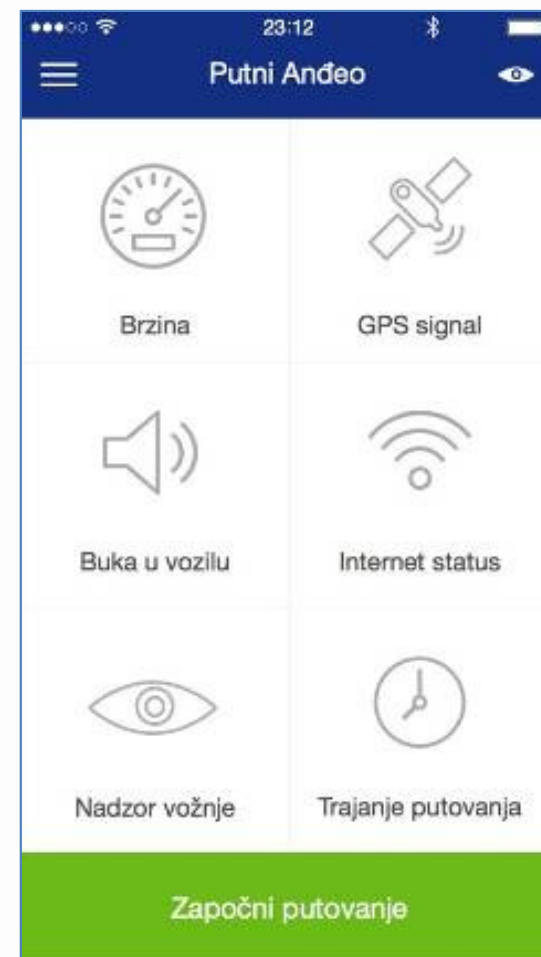 23:12
Putni Anđeo
Brzina
GPS signal
Buka u vozilu
Internet status
Nadzor vožnje
Trajanje putovanja
Započni putovanje